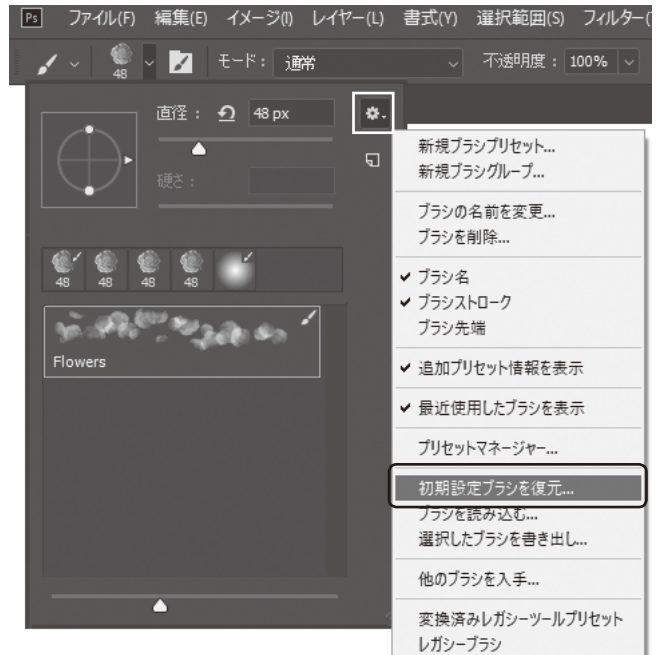 Ps ファイル(F) 編集(E) イメージ(I) レイヤー(L) 書式(Y) 選択範囲(S) フィルター(
48 モード： 通常 不透明度： 100%
直径： 48 px
硬さ：
48 48 48 48
Flowers
新規ブラシプリセット...
新規ブラシグループ...
ブラシの名前を変更...
ブラシを削除...
ブラシ名
ブラシストローク
ブラシ先端
追加プリセット情報を表示
最近使用したブラシを表示
プリセットマネージャー...
初期設定ブラシを復元...
ブラシを読み込む...
選択したブラシを書き出し...
他のブラシを入手...
変換済みレガシーツールプリセット
レガシーブラシ